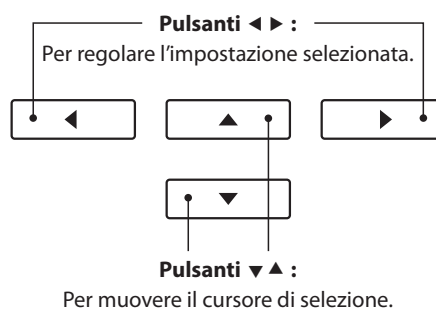 Pulsanti ◀ ▶ :
Per regolare l’impostazione selezionata.
Pulsanti ▼ ▲ :
Per muovere il cursore di selezione.